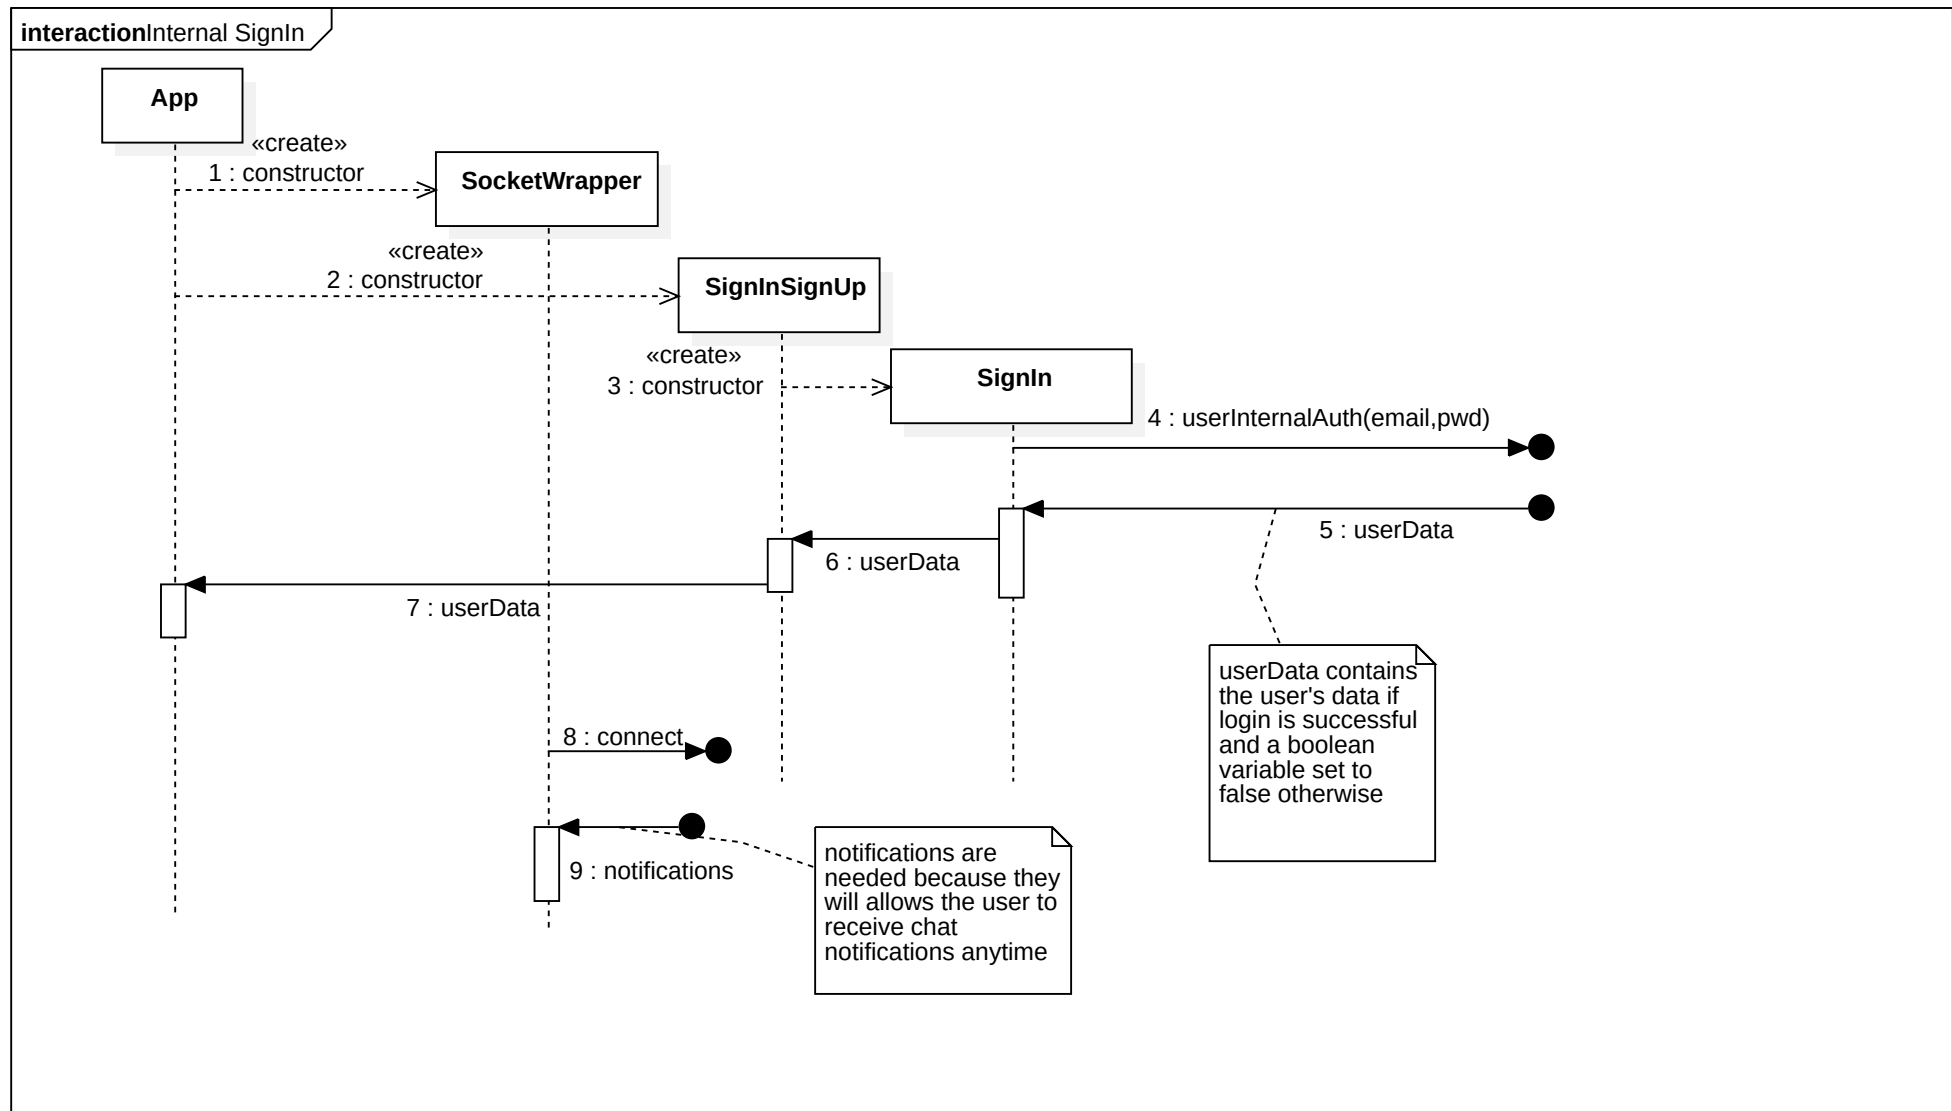 interactionInternal SignIn
App
«create»
1 : constructor
SocketWrapper
«create»
2 : constructor
SignInSignUp
«create»
3 : constructor
SignIn
4 : userInternalAuth(email,pwd)
5 : userData
6 : userData
7 : userData
userData contains
the user's data if
login is successful
and a boolean
variable set to
false otherwise
8 : connect
9 : notifications
notifications are
needed because they
will allows the user to
receive chat
notifications anytime